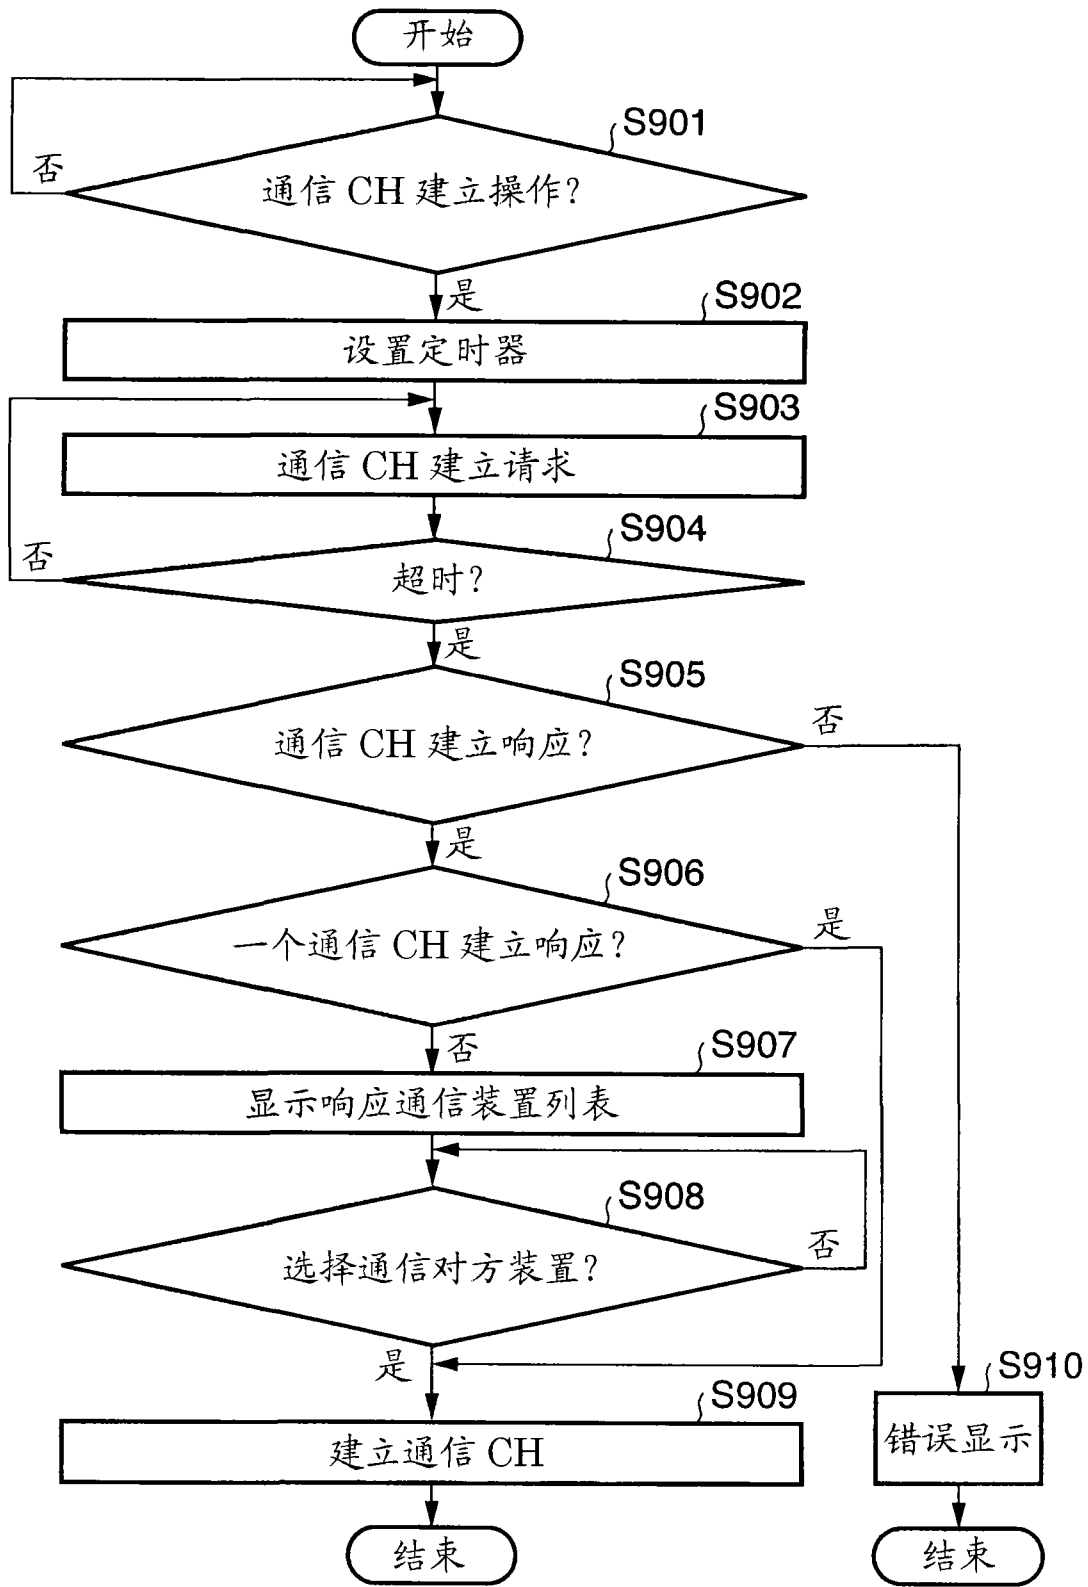 开始
S901
否
通信 CH 建立操作?
是
S902
设置定时器
S903
通信 CH 建立请求
S904
否
超时?
是
S905
通信 CH 建立响应?
否
是
S906
一个通信 CH 建立响应?
是
否
S907
显示响应通信装置列表
S908
选择通信对方装置?
否
是
S909
S910
建立通信 CH
错误显示
结束
结束